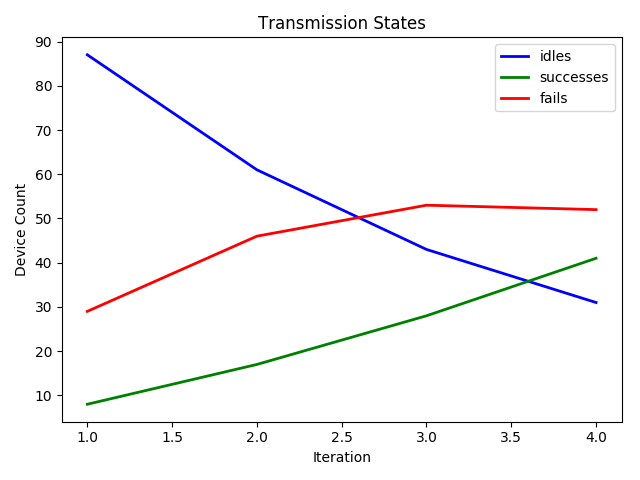 Transmission States
idles
successes
fails
Device Count
90
80
70
60
50
40
30
20
10
1.0 1.5 2.0 2.5 3.0 3.5 4.0
Iteration